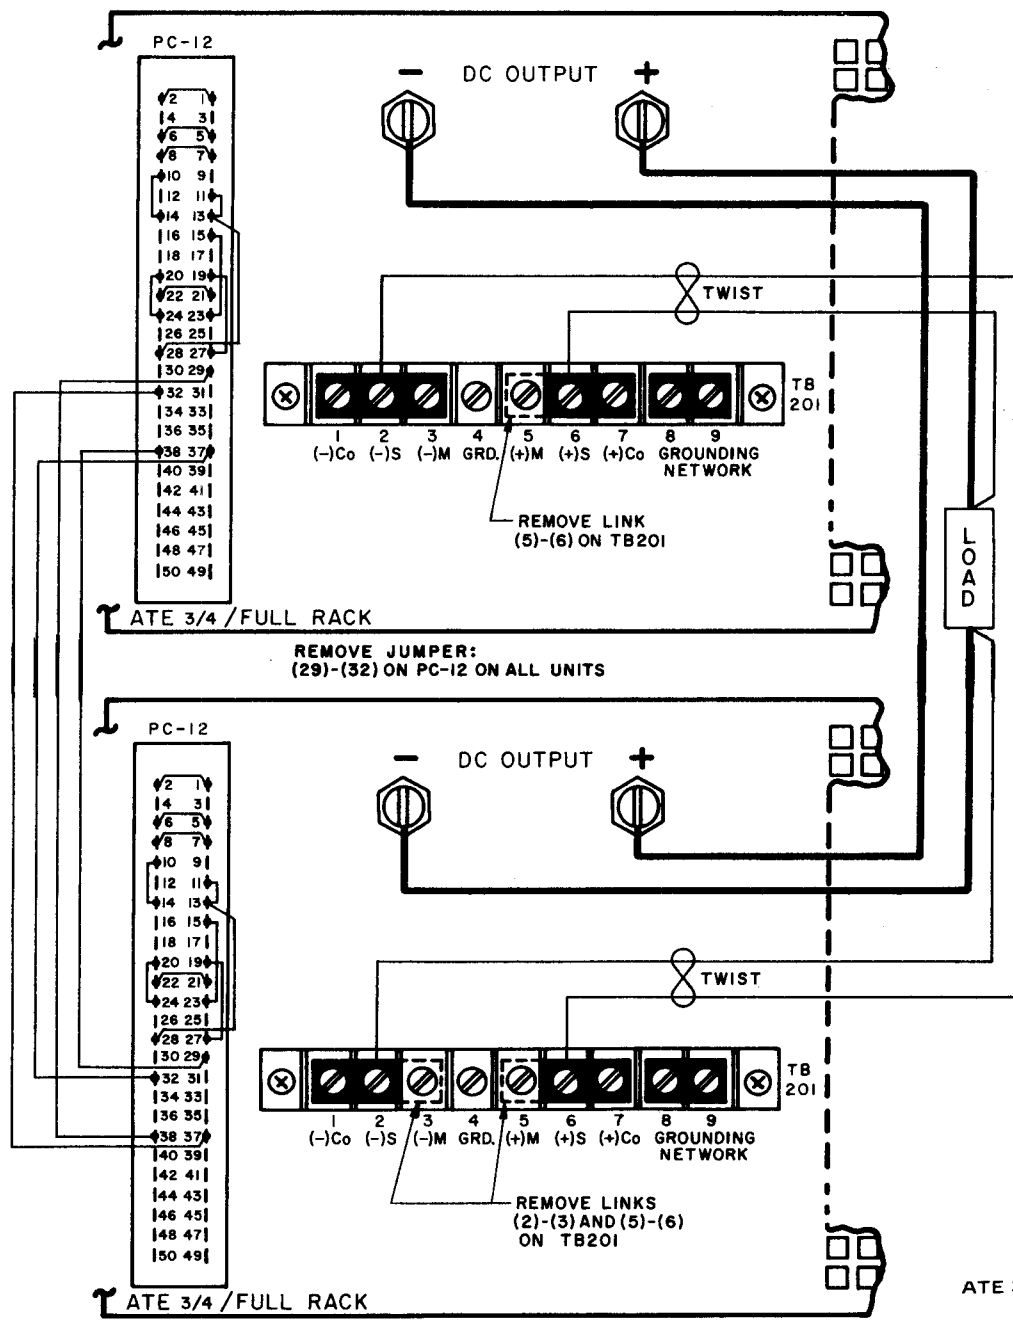 PC-12
— DC OUTPUT +
2 1
4 3
6 5
8 7
10 9
12 11
14 13
16 15
18 17
20 19
22 21
24 23
26 25
28 27
30 29
32 31
34 33
36 35
38 37
40 39
42 41
44 43
46 45
48 47
50 49
TWIST
TB
201
1 2 3 4 5 6 7 8 9
(-)Co (-)S (-)M GRD. (+)M (+)S (+)Co GROUNDING
NETWORK
REMOVE LINK
(5)-(6) ON TB201
LOAD
ATE 3/4 / FULL RACK
REMOVE JUMPER:
(29)-(32) ON PC-12 ON ALL UNITS
PC-12
— DC OUTPUT +
2 1
4 3
6 5
8 7
10 9
12 11
14 13
16 15
18 17
20 19
22 21
24 23
26 25
28 27
30 29
32 31
34 33
36 35
38 37
40 39
42 41
44 43
46 45
48 47
50 49
TWIST
TB
201
1 2 3 4 5 6 7 8 9
(-)Co (-)S (-)M GRD. (+)M (+)S (+)Co GROUNDING
NETWORK
REMOVE LINKS
(2)-(3) AND (5)-(6)
ON TB201
ATE 3/4 / FULL RACK
ATE